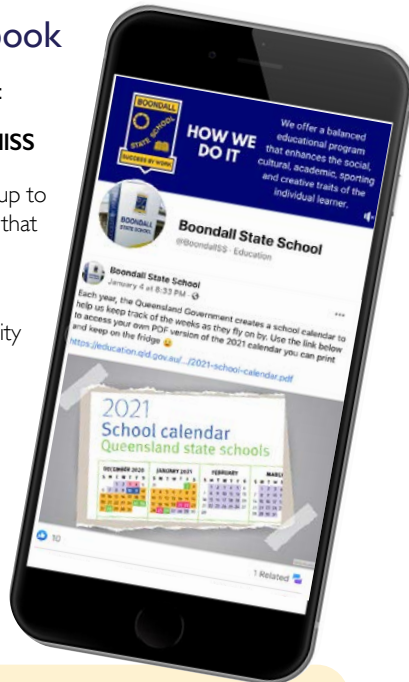 book
:
IISS
up to
that
ity
BOONDALL
STATE SCHOOL
SUCCESS BY WORK
HOW WE
DO IT
We offer a balanced
educational program
that enhances the social,
cultural, academic, sporting
and creative traits of the
individual learner.
BOONDALL
STATE SCHOOL
Boondall State School
@BoondallSS · Education
Boondall State School
January 4 at 8:33 PM ·
Each year, the Queensland Government creates a school calendar to
help us keep track of the weeks as they fly on by. Use the link below
to access your own PDF version of the 2021 calendar you can print
and keep on the fridge 😀
https://education.qld.gov.au/.../2021-school-calendar.pdf
2021
School calendar
Queensland state schools
DECEMBER 2020
JANUARY 2021
FEBRUARY
MARC
S M T W T F S
S M T W T F S
S M T W T F S
S M T W
10
1 Related